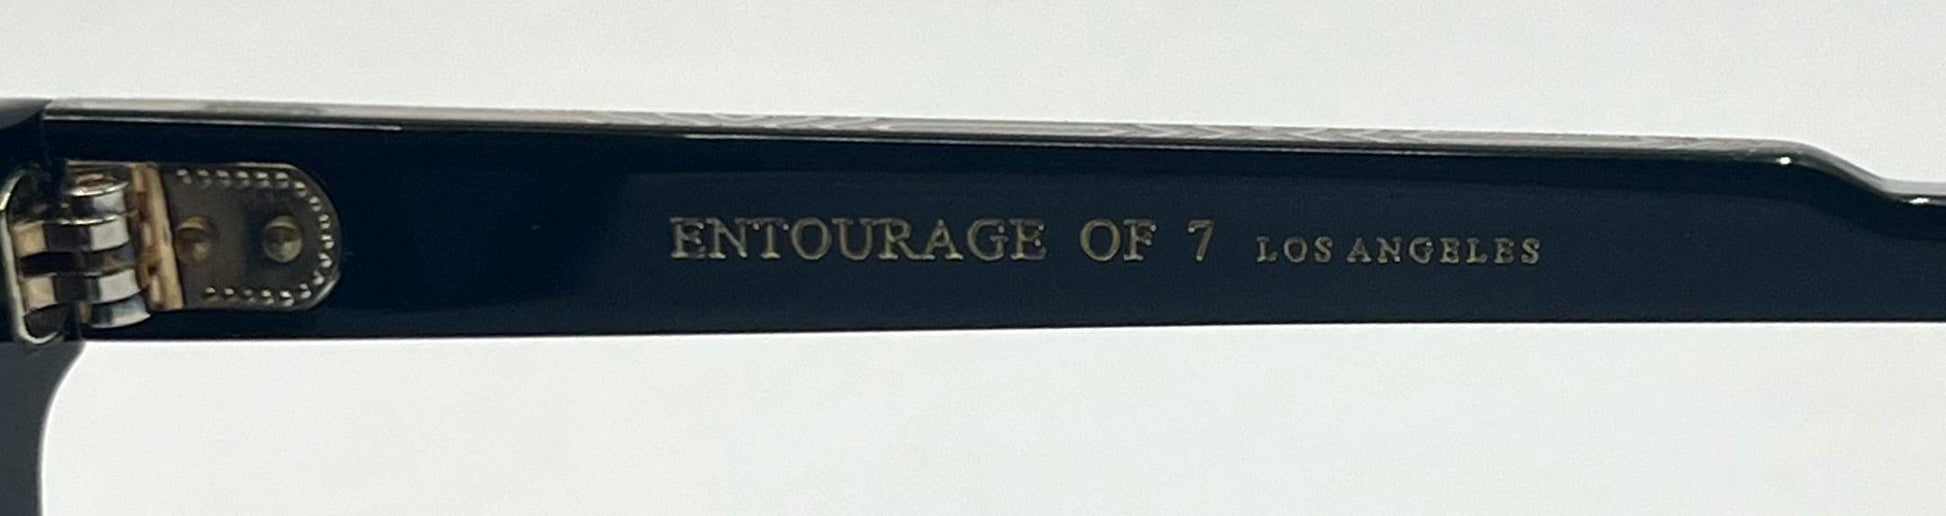 ENTOURAGE OF 7 LOS ANGELES